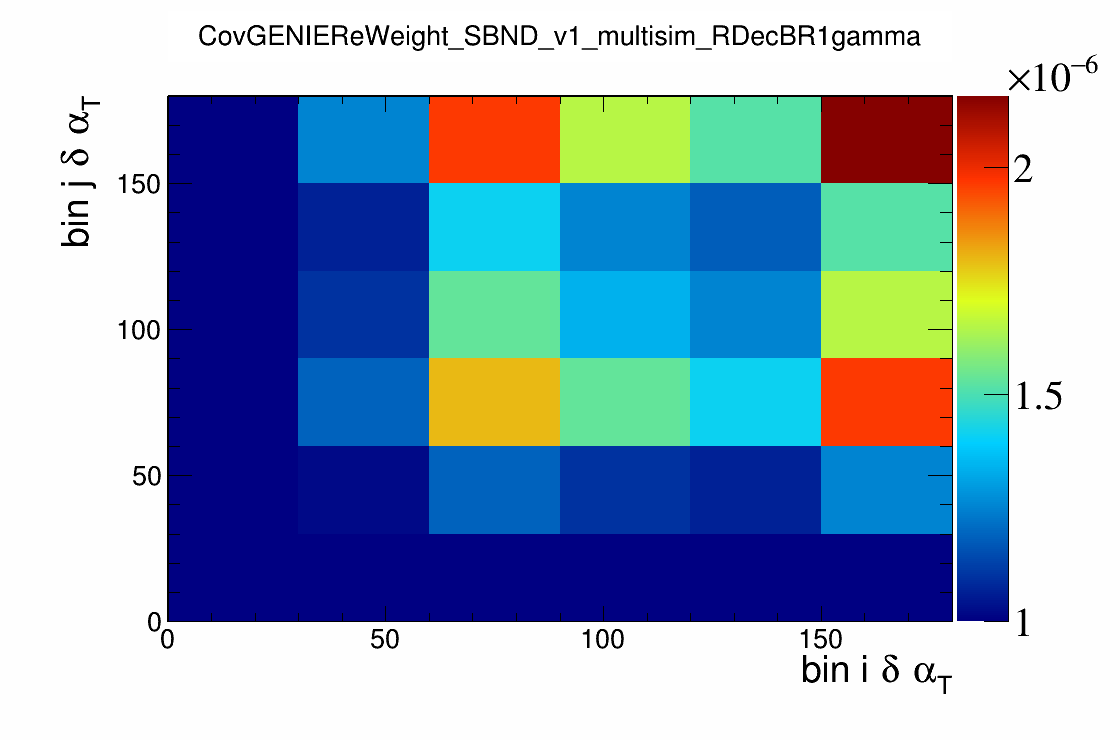 CovGENIEReWeight_SBND_v1_multisim_RDecBR1gamma
×10⁻⁶
bin j δ α_T
150
100
50
0
2
1.5
1
0 50 100 150
bin i δ α_T